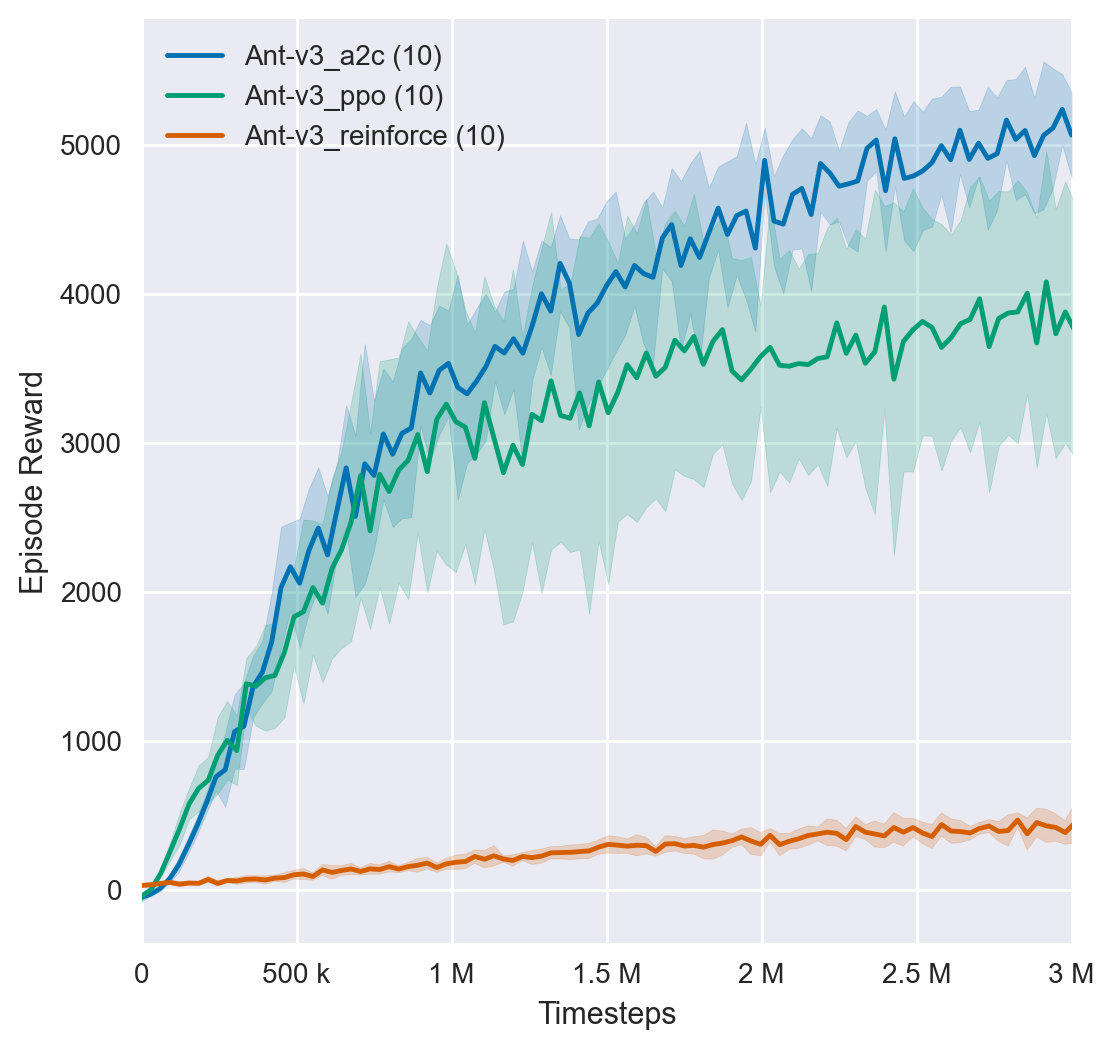 Ant-v3_a2c (10)
Ant-v3_ppo (10)
Ant-v3_reinforce (10)
5000
4000
3000
2000
1000
0
Episode Reward
0 500 k 1 M 1.5 M 2 M 2.5 M 3 M
Timesteps